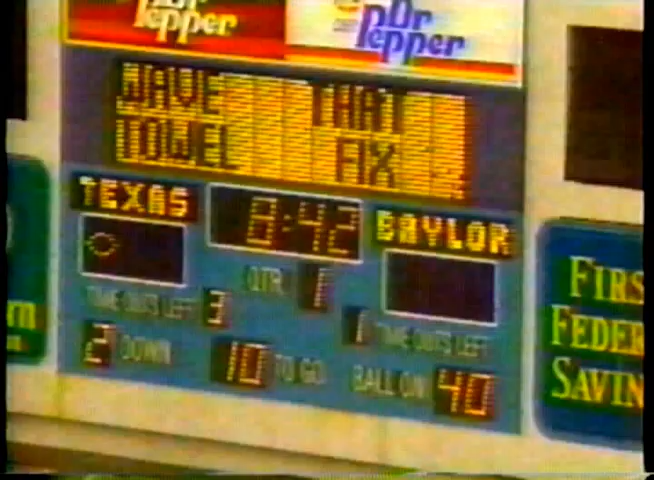 Dr Pepper
Dr Pepper
WAVE THAT
TOWEL FIX
TEXAS
8:42
BAYLOR
QTR 1
TIME OUTS LEFT 3
1 TIME OUTS LEFT
2 DOWN
10 TO GO
BALL ON 40
FIRS
FEDER
SAVIN